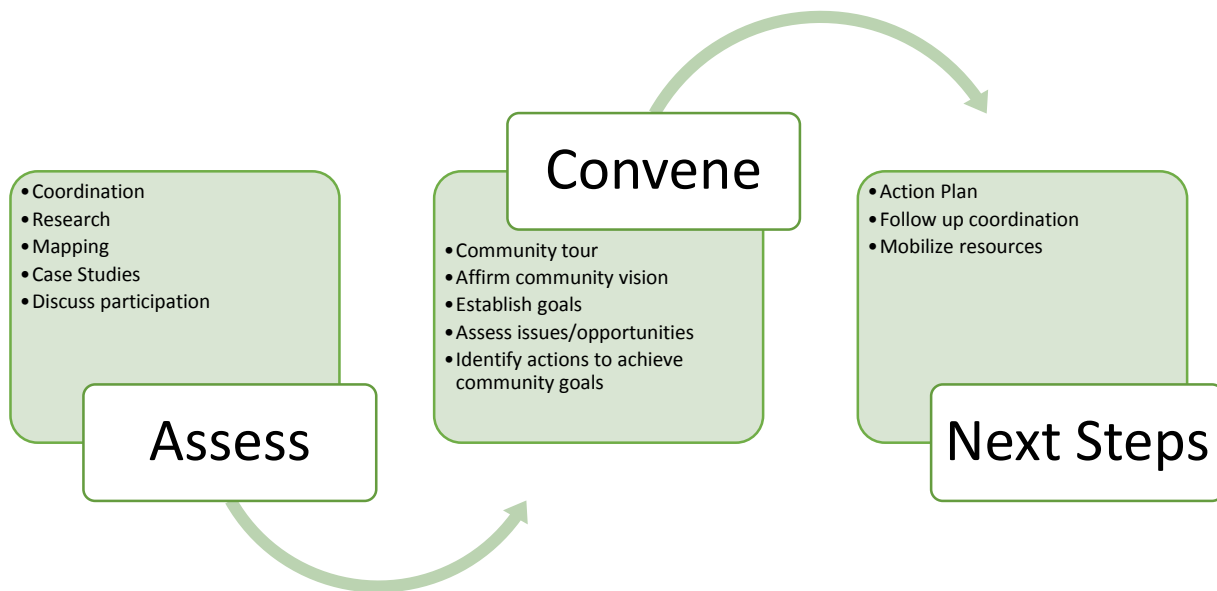 •Coordination
•Research
•Mapping
•Case Studies
•Discuss participation
Assess
Convene
•Community tour
•Affirm community vision
•Establish goals
•Assess issues/opportunities
•Identify actions to achieve
community goals
•Action Plan
•Follow up coordination
•Mobilize resources
Next Steps